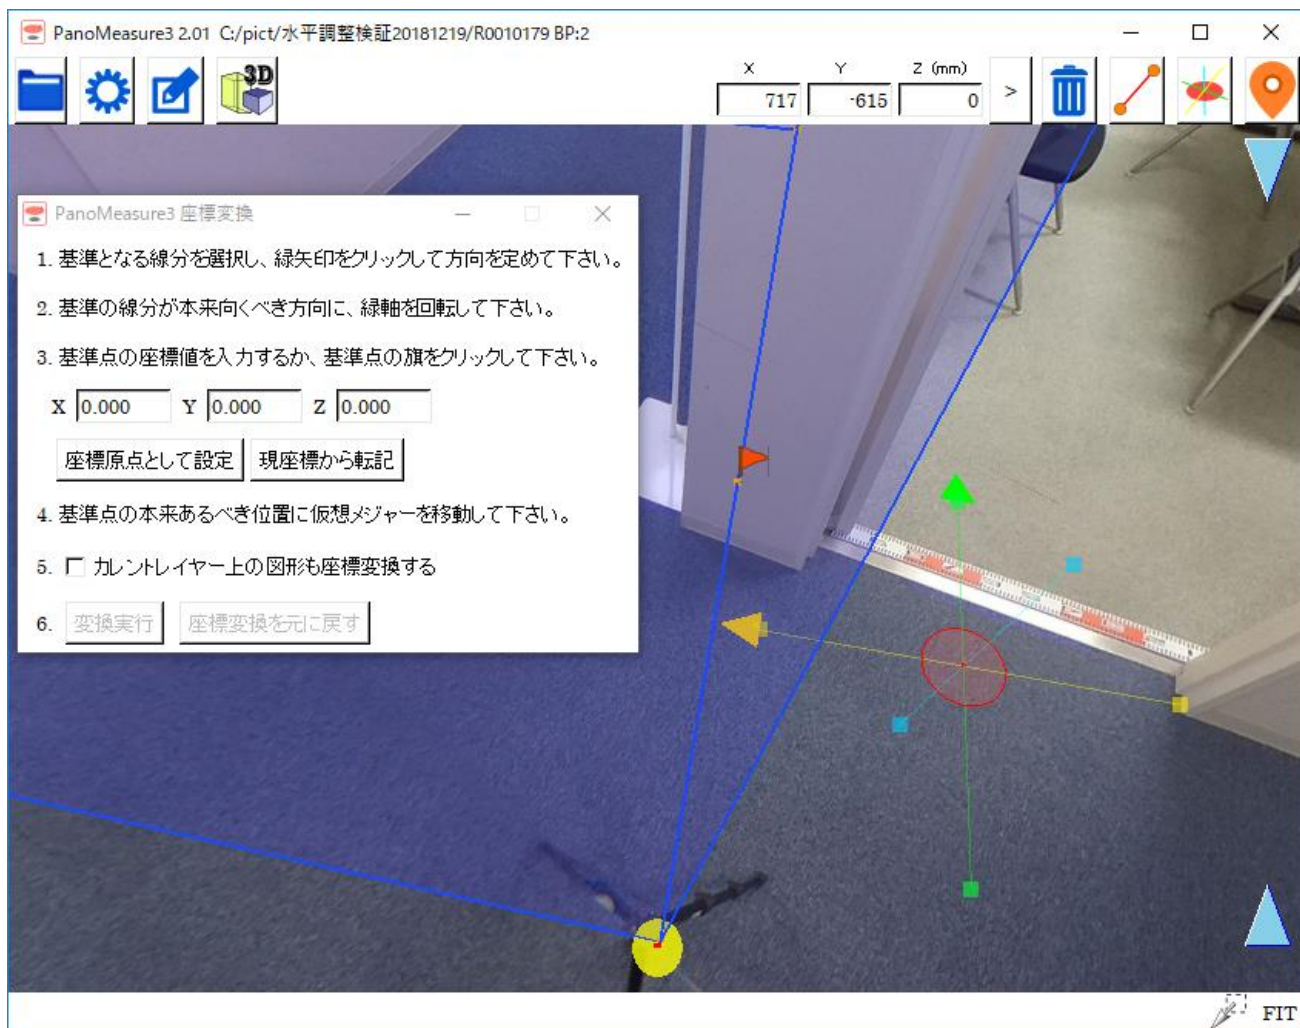 PanoMeasure3 2.01 C:/pict/水平調整検証20181219/R0010179 BP:2
3D
X Y Z (mm)
717 -615 0 >
PanoMeasure3 座標変換
1. 基準となる線分を選択し、緑矢印をクリックして方向を定めて下さい。
2. 基準の線分が本来向くべき方向に、緑軸を回転して下さい。
3. 基準点の座標値を入力するか、基準点の旗をクリックして下さい。
X 0.000 Y 0.000 Z 0.000
座標原点として設定 現座標から転記
4. 基準点の本来あるべき位置に仮想メジャーを移動して下さい。
5. カレントレイヤー上の図形も座標変換する
6. 変換実行 座標変換を元に戻す
FIT